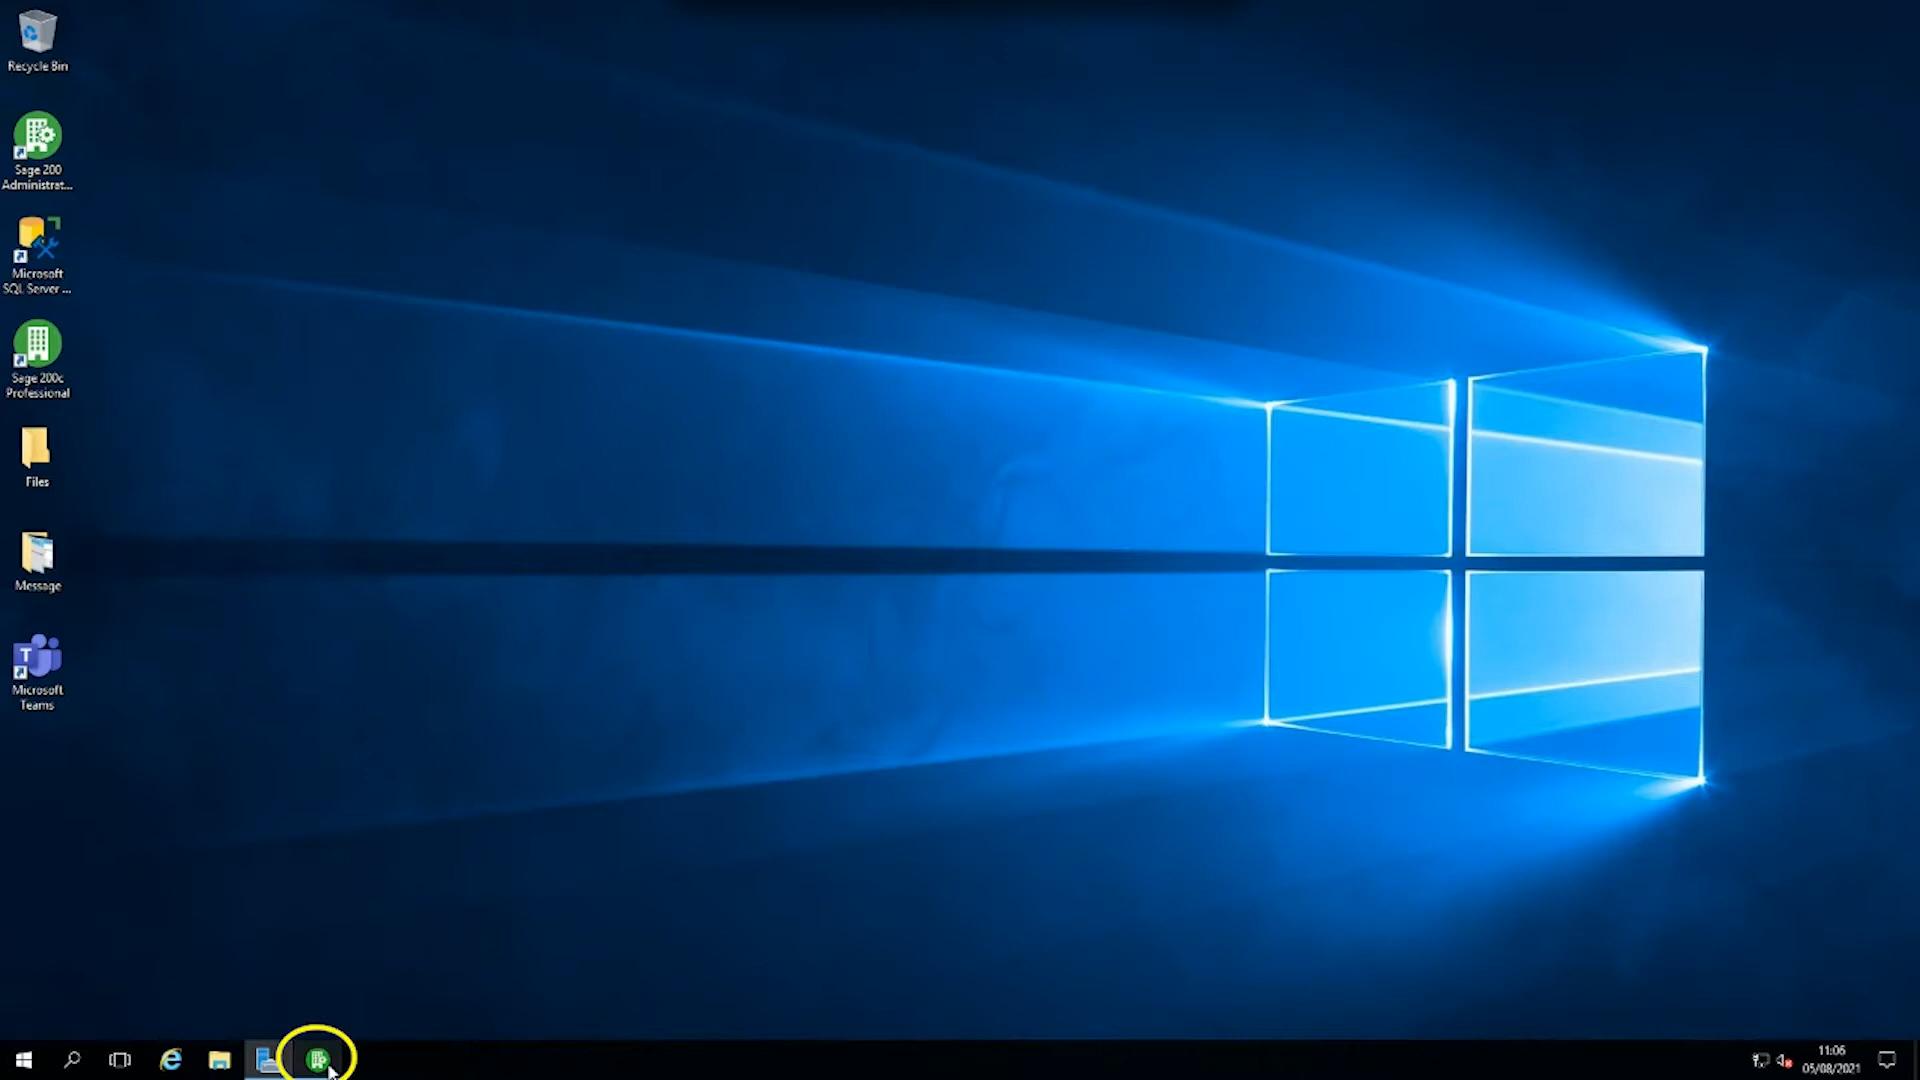 Recycle Bin
Sage 200
Administrat...
Microsoft
SQL Server ...
Sage 200c
Professional
Files
Message
T
Microsoft
Teams
11:06
05/08/2021